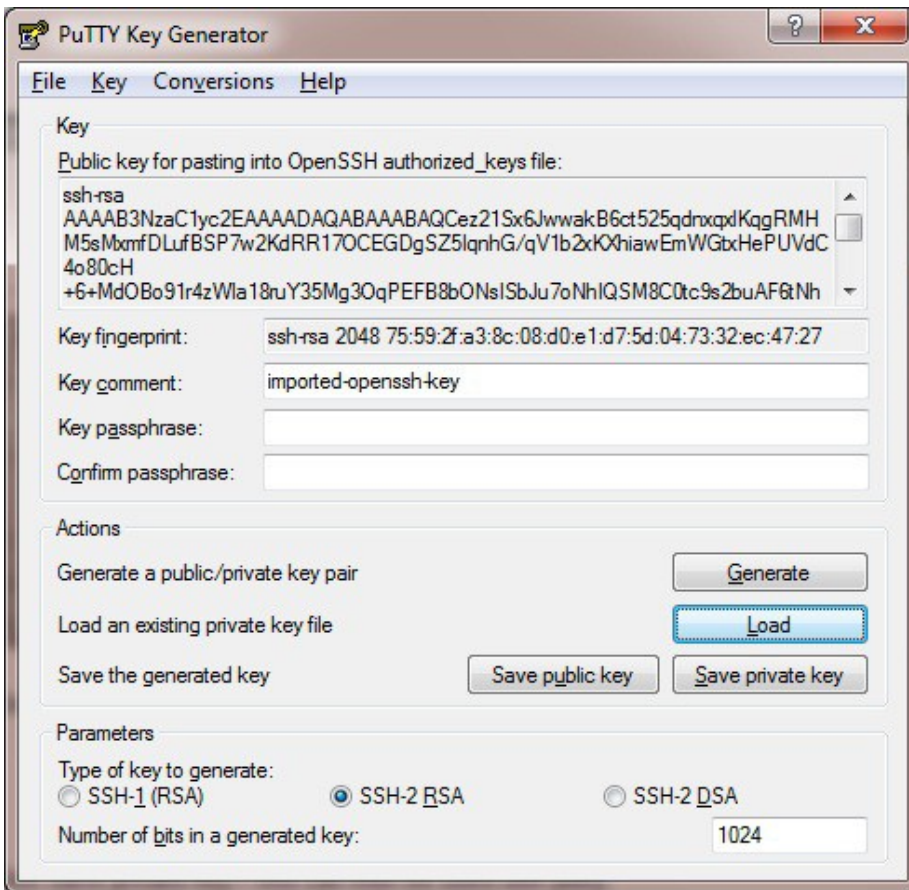 PuTTY Key Generator
File Key Conversions Help
Key
Public key for pasting into OpenSSH authorized_keys file:
ssh-rsa
AAAAB3NzaC1yc2EAAAADAQABAAABAQCez21Sx6JwwakB6ct525qdnxqxlKqgRMH
M5sMxmfDLufBSP7w2KdRR17OCEGDgSZ5lqnhG/qV1b2xKXhiawEmWGtxHePUVdC
4o80cH
+6+MdOBo91r4zWla18ruY35Mg3OqPEFB8bONsISbJu7oNhIQSM8C0tc9s2buAF6tNh
Key fingerprint: ssh-rsa 2048 75:59:2f:a3:8c:08:d0:e1:d7:5d:04:73:32:ec:47:27
Key comment: imported-openssh-key
Key passphrase:
Confirm passphrase:
Actions
Generate a public/private key pair Generate
Load an existing private key file Load
Save the generated key Save public key Save private key
Parameters
Type of key to generate:
SSH-1 (RSA) SSH-2 RSA SSH-2 DSA
Number of bits in a generated key: 1024